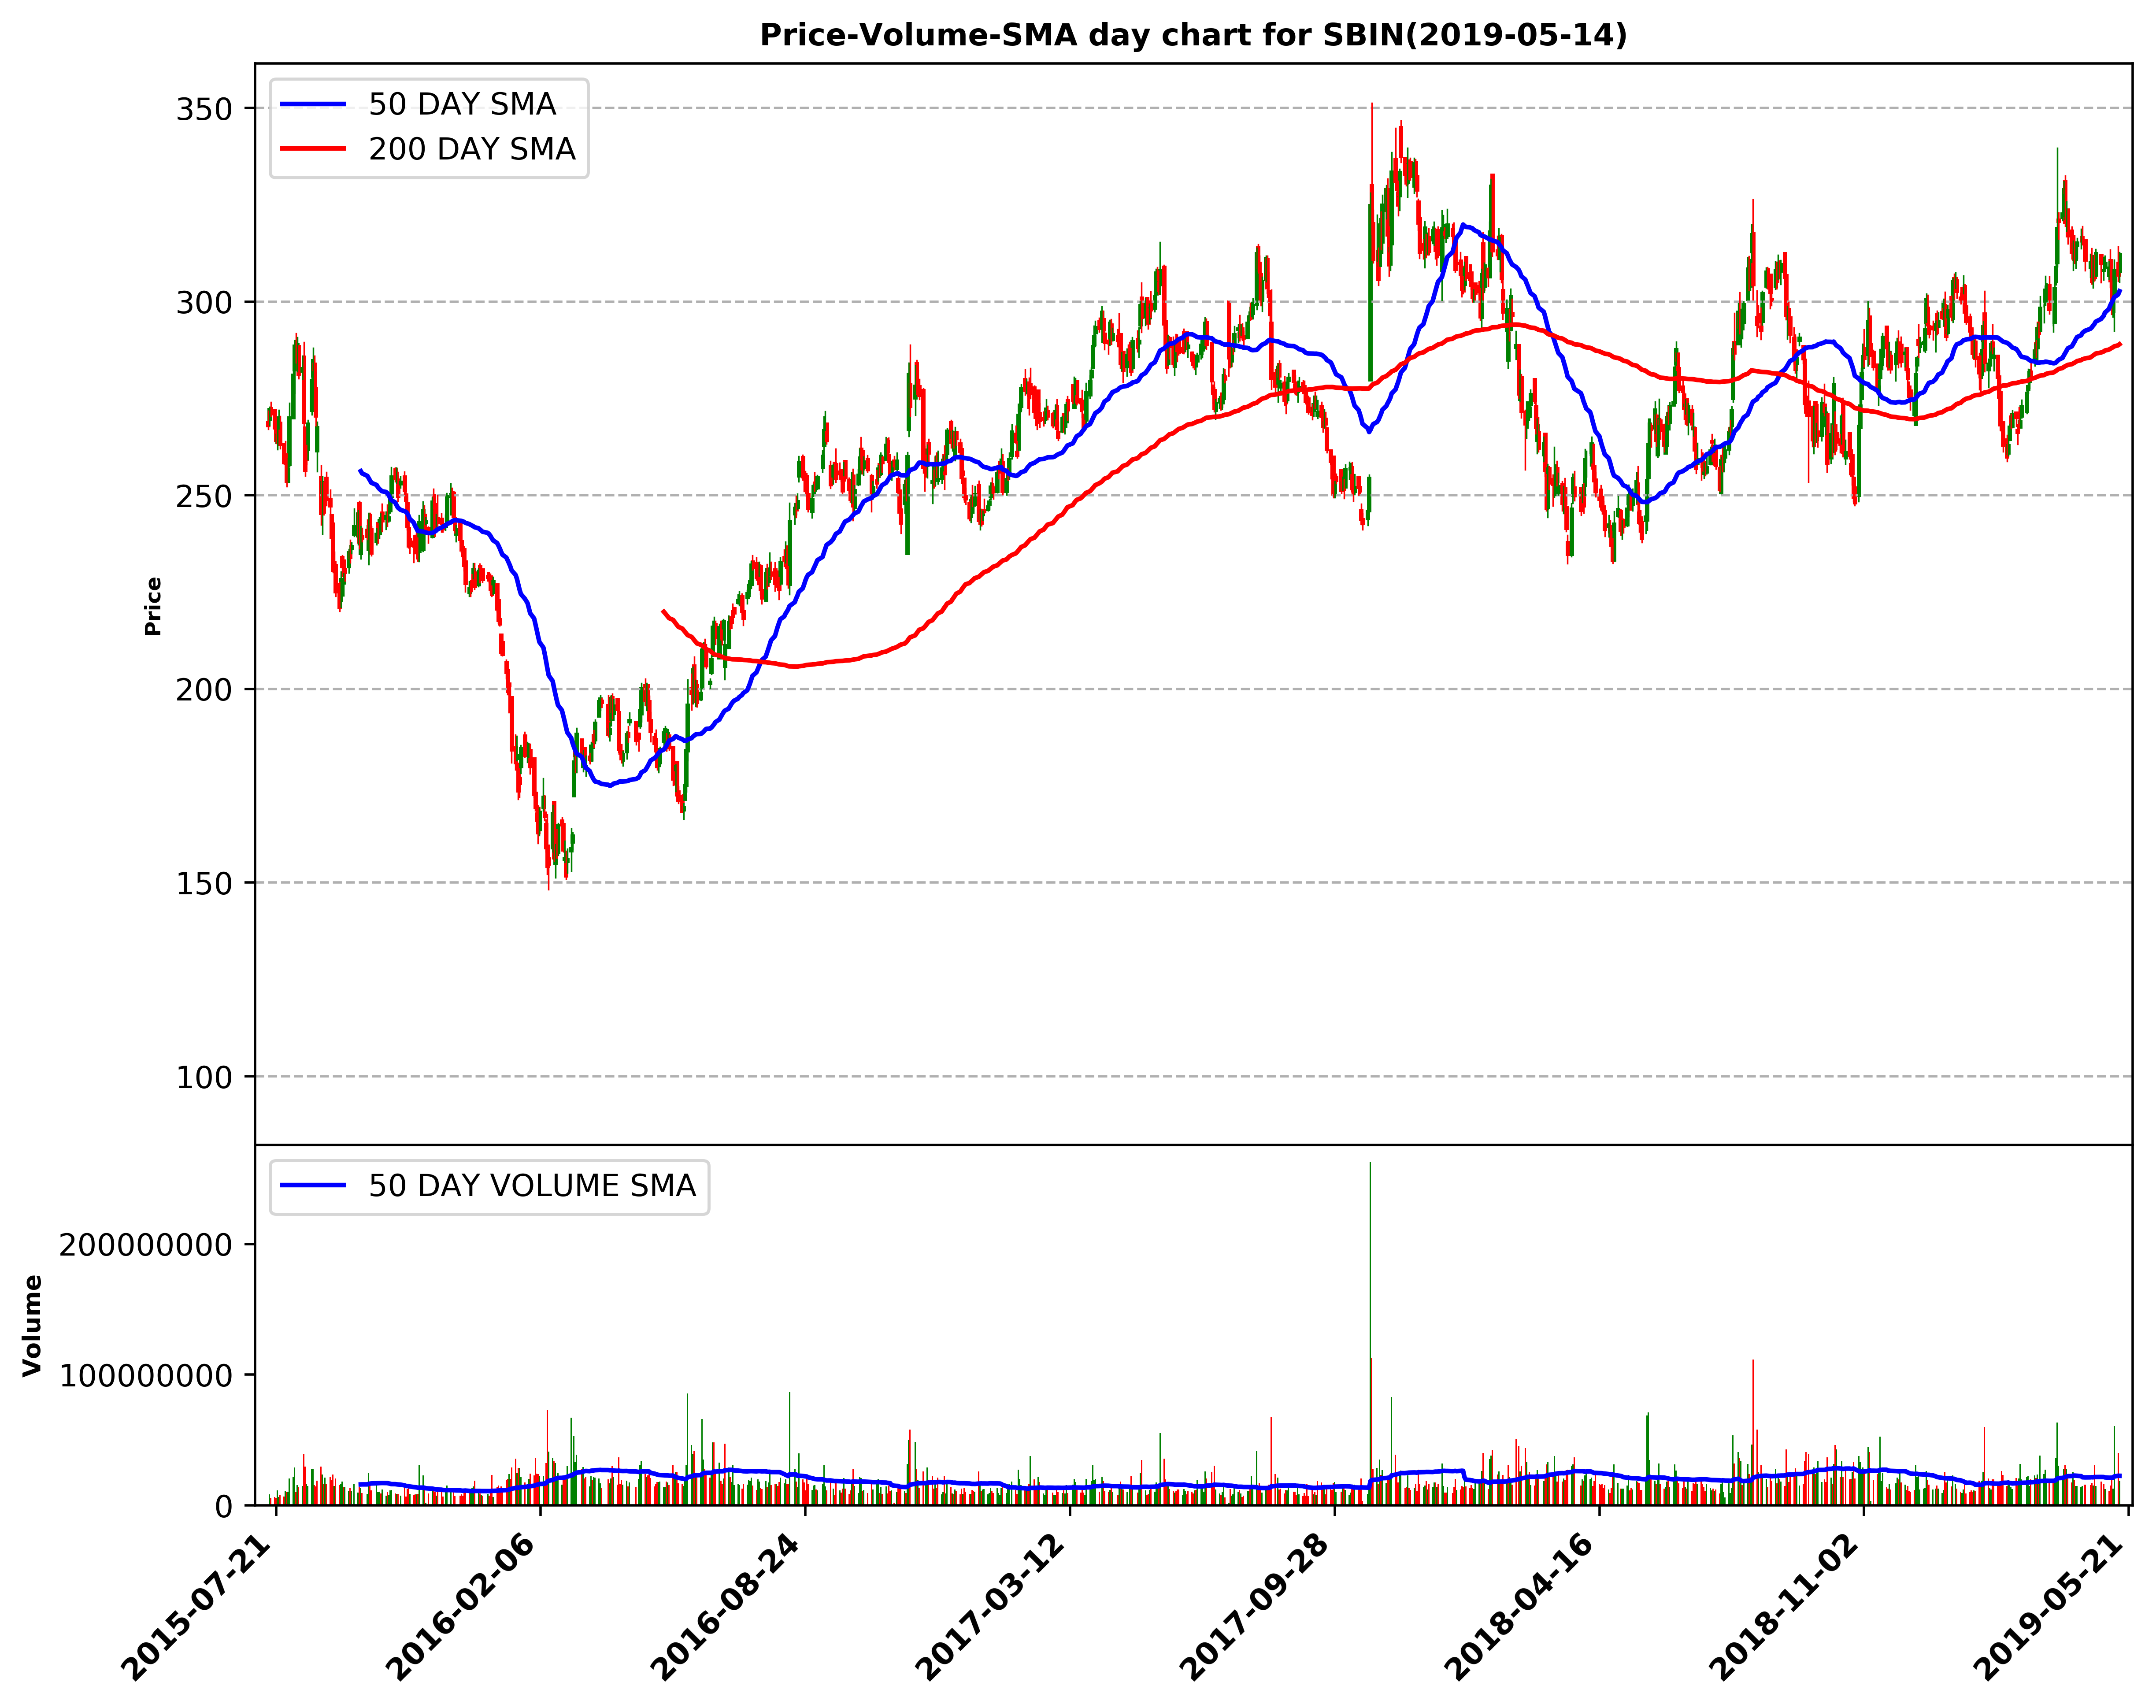 Price-Volume-SMA day chart for SBIN(2019-05-14)
50 DAY SMA
200 DAY SMA
350
300
250
200
150
100
Price
50 DAY VOLUME SMA
200000000
100000000
0
Volume
2015-07-21
2016-02-06
2016-08-24
2017-03-12
2017-09-28
2018-04-16
2018-11-02
2019-05-21